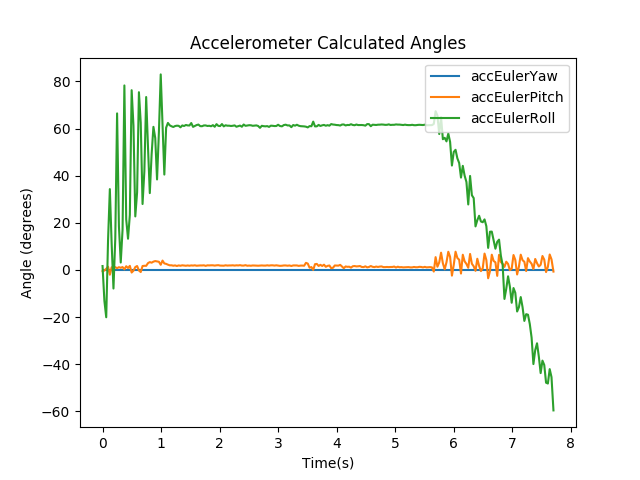 Accelerometer Calculated Angles
accEulerYaw
accEulerPitch
accEulerRoll
Angle (degrees)
80
60
40
20
0
−20
−40
−60
0 1 2 3 4 5 6 7 8
Time(s)